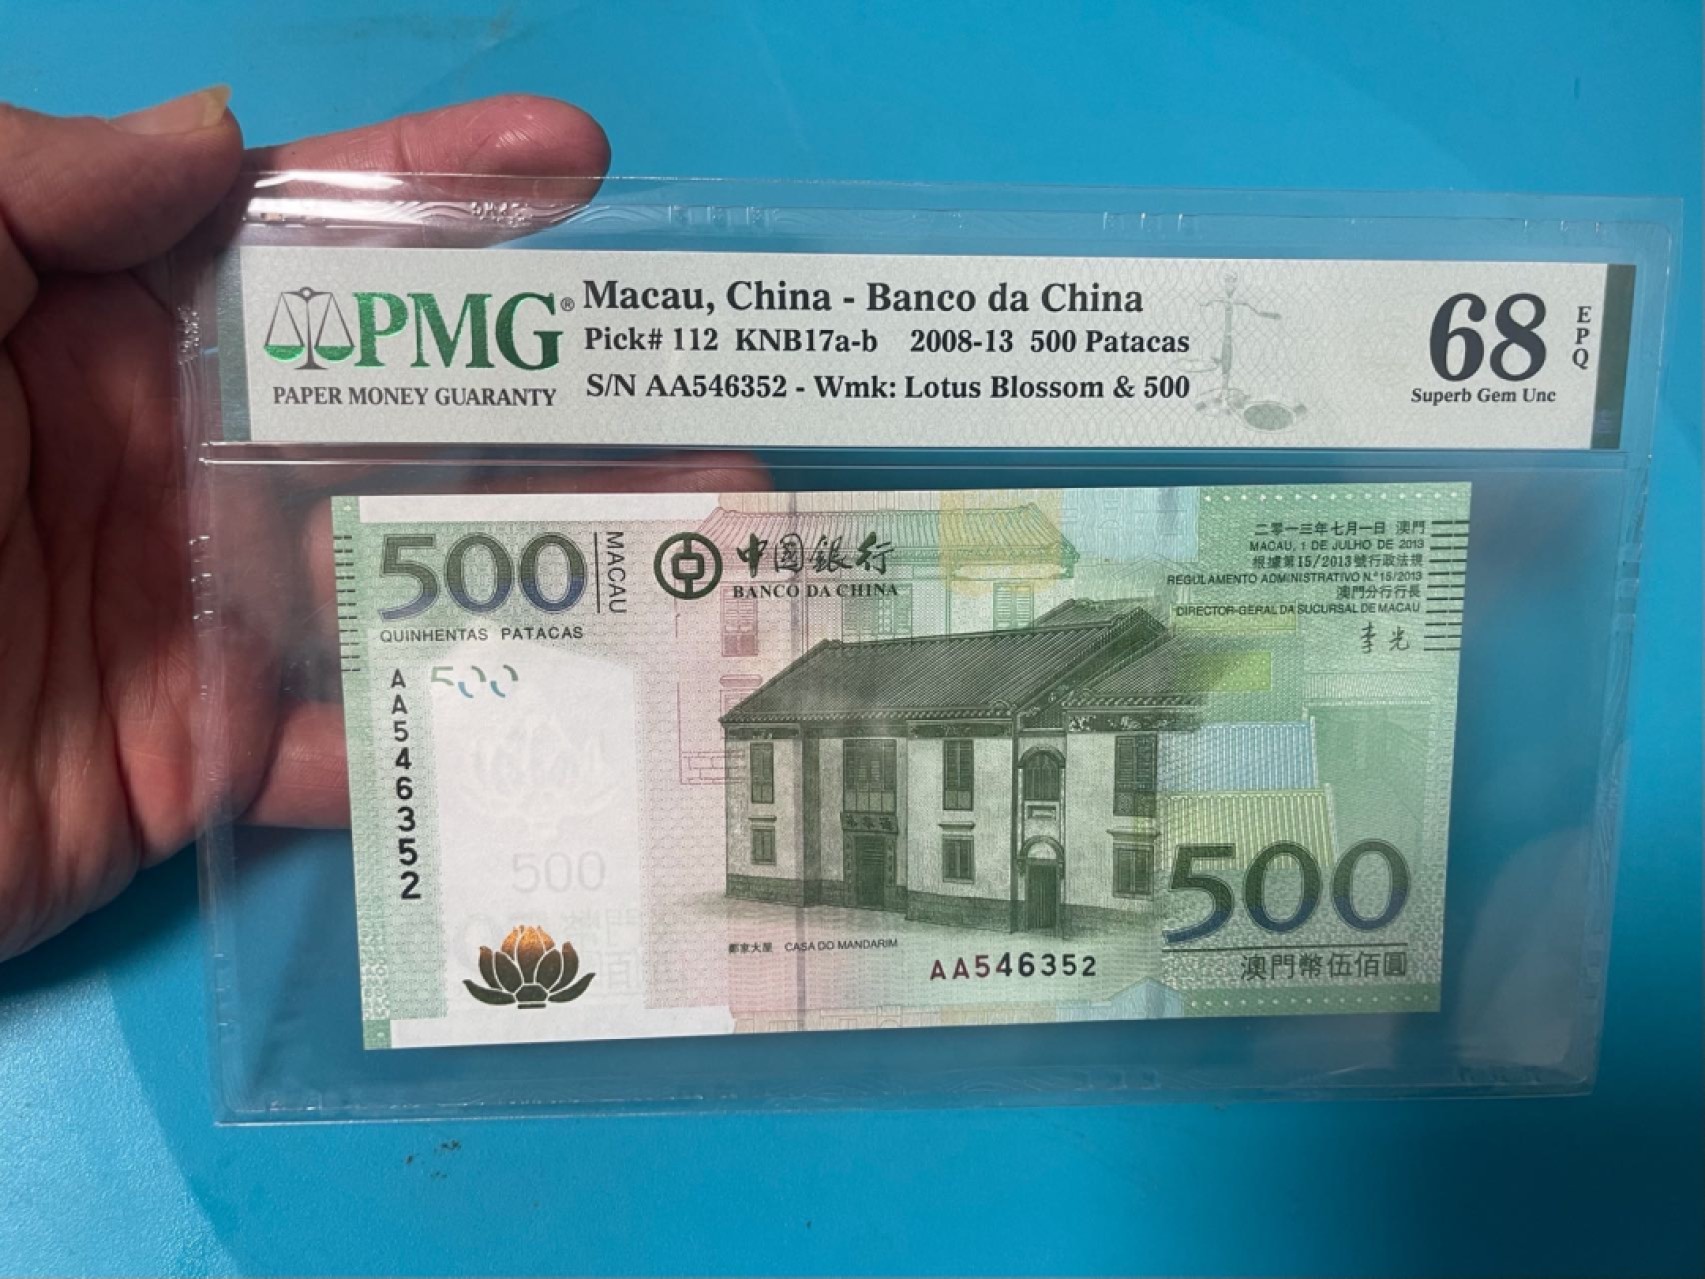 PMG®
PAPER MONEY GUARANTY
Macau, China - Banco da China
Pick# 112 KNB17a-b 2008-13 500 Patacas
S/N AA546352 - Wmk: Lotus Blossom & 500
68
EPQ
Superb Gem Unc
500
MACAU
QUINHENTAS PATACAS
中國銀行
BANCO DA CHINA
二零一三年七月一日 澳門
MACAU, 1 DE JULHO DE 2013
根據第15/2013號行政法規
REGULAMENTO ADMINISTRATIVO N.º 15/2013
澳門分行行長
DIRECTOR-GERAL DA SUCURSAL DE MACAU
李光
AA546352
500
500
鄭家大屋 CASA DO MANDARIM
AA546352
500
澳門幣伍佰圓